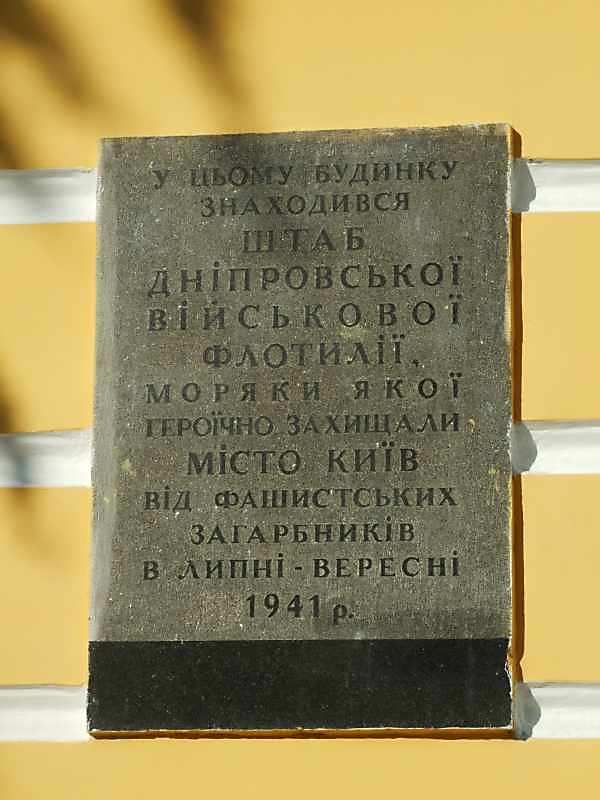 У ЦЬОМУ БУДИНКУ
ЗНАХОДИВСЯ
ШТАБ
ДНІПРОВСЬКОЇ
ВІЙСЬКОВОЇ
ФЛОТИЛІЇ,
МОРЯКИ ЯКОЇ
ГЕРОЇЧНО ЗАХИЩАЛИ
МІСТО КИЇВ
ВІД ФАШИСТСЬКИХ
ЗАГАРБНИКІВ
В ЛИПНІ - ВЕРЕСНІ
1941 р.